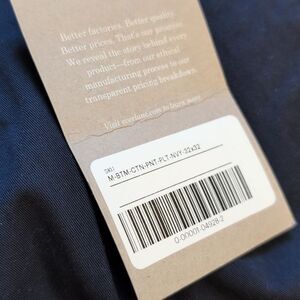 Better factories. Better quality.
Better prices. That's our promise.
We reveal the story behind every
product—from our ethical
manufacturing process to our
transparent pricing breakdown.
Visit everlane.com to learn more.
SKU
M-BTM-CTN-PNT-PLT-NVY-32x32
0-00001-04928-2